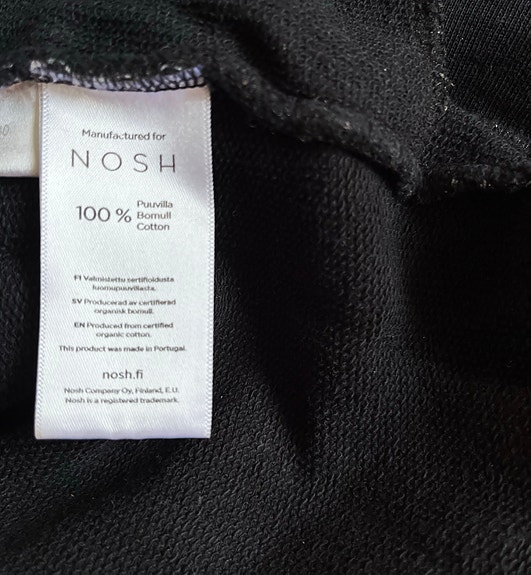 Manufactured for
NOSH
100 % Puuvilla
Bomull
Cotton
FI Valmistettu sertifioidusta
luomupuuvillasta.
SV Producerad av certifierad
organisk bomull.
EN Produced from certified
organic cotton.
This product was made in Portugal.
nosh.fi
Nosh Company Oy, Finland, E.U.
Nosh is a registered trademark.